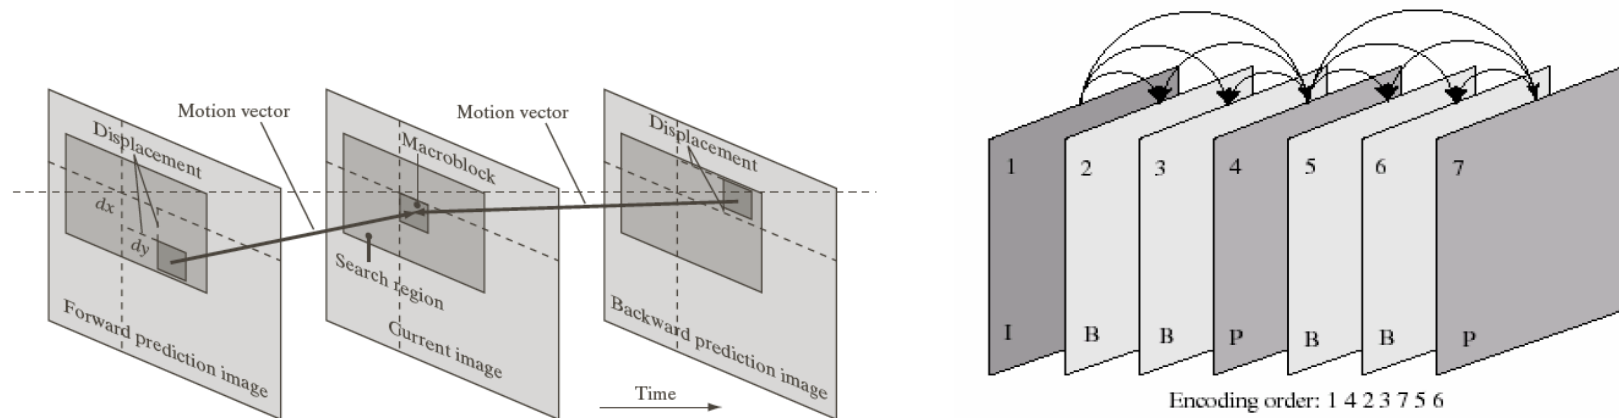 Motion vector
Motion vector
Displacement
Macroblock
Displacement
dx
dy
Search region
Forward prediction image
Current image
Backward prediction image
Time
1
2
3
4
5
6
7
I
B
B
P
B
B
P
Encoding order: 1 4 2 3 7 5 6